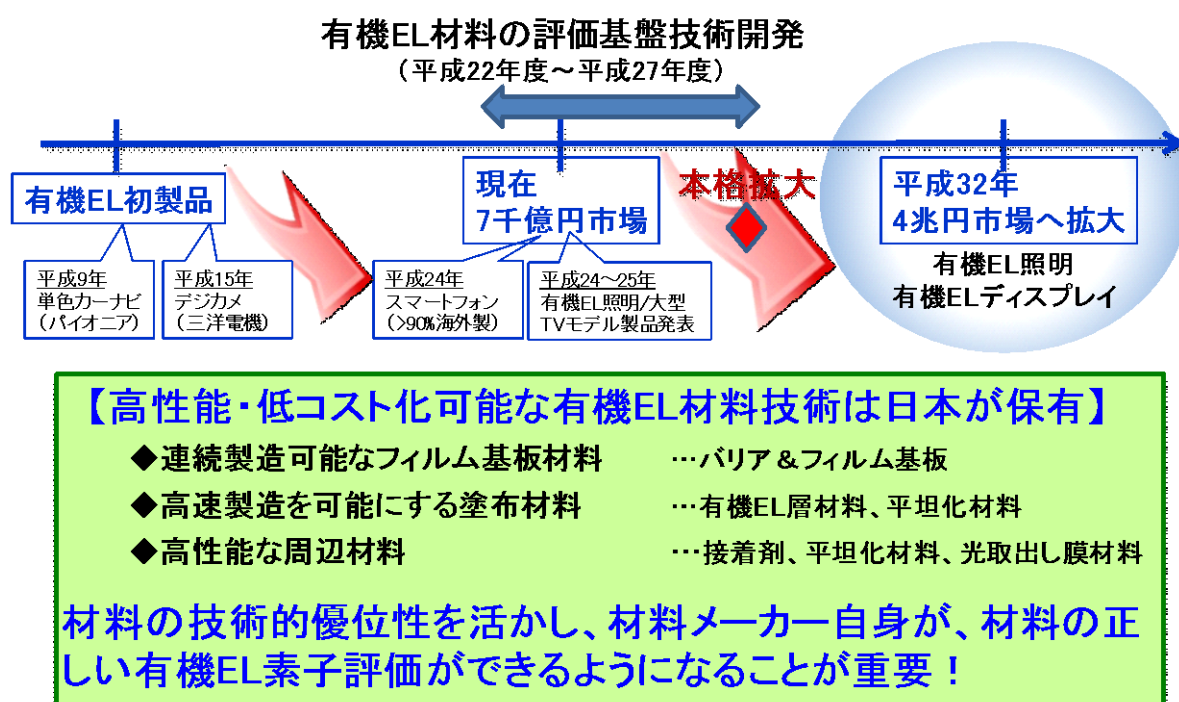 有機EL材料の評価基盤技術開発
(平成22年度～平成27年度)
有機EL初製品
平成9年
単色カーナビ
(パイオニア)
平成15年
デジカメ
(三洋電機)
現在
7千億円市場
平成24年
スマートフォン
(>90%海外製)
平成24～25年
有機EL照明/大型
TVモデル製品発表
本格拡大
平成32年
4兆円市場へ拡大
有機EL照明
有機ELディスプレイ
【高性能・低コスト化可能な有機EL材料技術は日本が保有】
◆連続製造可能なフィルム基板材料 …バリア＆フィルム基板
◆高速製造を可能にする塗布材料 …有機EL層材料、平坦化材料
◆高性能な周辺材料 …接着剤、平坦化材料、光取出し膜材料
材料の技術的優位性を活かし、材料メーカー自身が、材料の正
しい有機EL素子評価ができるようになることが重要！